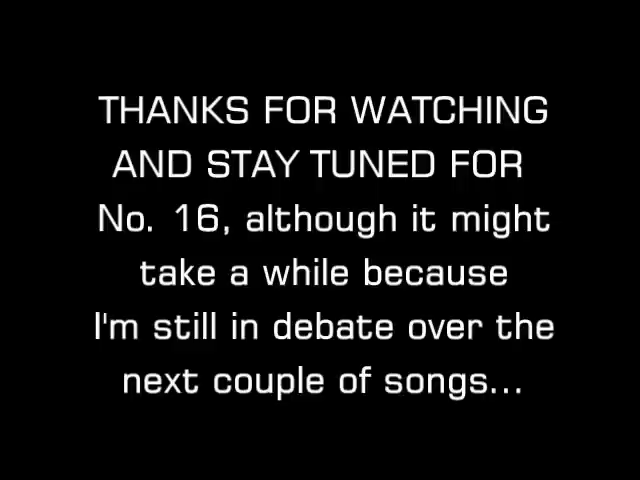 THANKS FOR WATCHING
AND STAY TUNED FOR
No. 16, although it might
take a while because
I'm still in debate over the
next couple of songs...